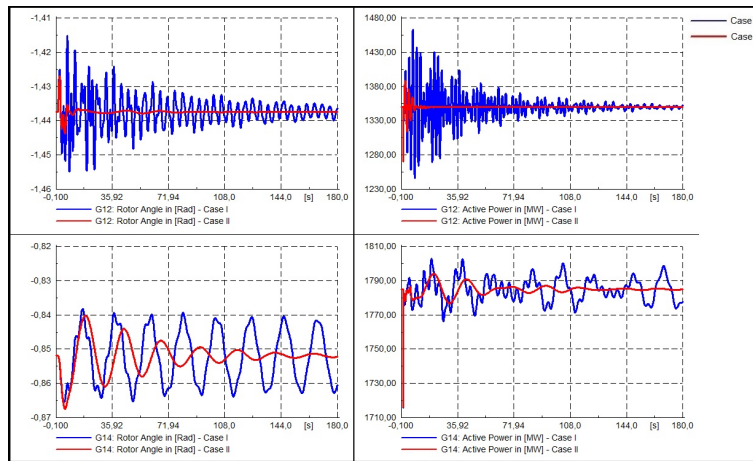 -1,41
-1,42
-1,43
-1,44
-1,45
-1,46
-0,100 35,92 71,94 108,0 144,0 [s] 180,0
G12: Rotor Angle in [Rad] - Case I
G12: Rotor Angle in [Rad] - Case II
1480,00
1430,00
1380,00
1330,00
1280,00
1230,00
-0,100 35,92 71,94 108,0 144,0 [s] 180,0
G12: Active Power in [MW] - Case I
G12: Active Power in [MW] - Case II
Case
Case
-0,82
-0,83
-0,84
-0,85
-0,86
-0,87
-0,100 35,92 71,94 108,0 144,0 [s] 180,0
G14: Rotor Angle in [Rad] - Case I
G14: Rotor Angle in [Rad] - Case II
1810,00
1790,00
1770,00
1750,00
1730,00
1710,00
-0,100 35,92 71,94 108,0 144,0 [s] 180,0
G14: Active Power in [MW] - Case I
G14: Active Power in [MW] - Case II